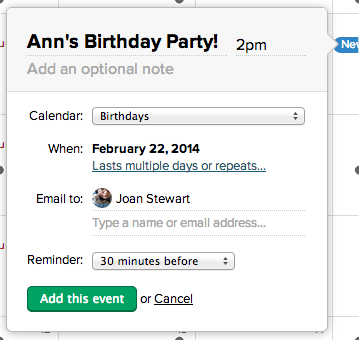 Ann's Birthday Party! 2pm
Add an optional note
Calendar: Birthdays
When: February 22, 2014
Lasts multiple days or repeats...
Email to: Joan Stewart
Type a name or email address...
Reminder: 30 minutes before
Add this event or Cancel